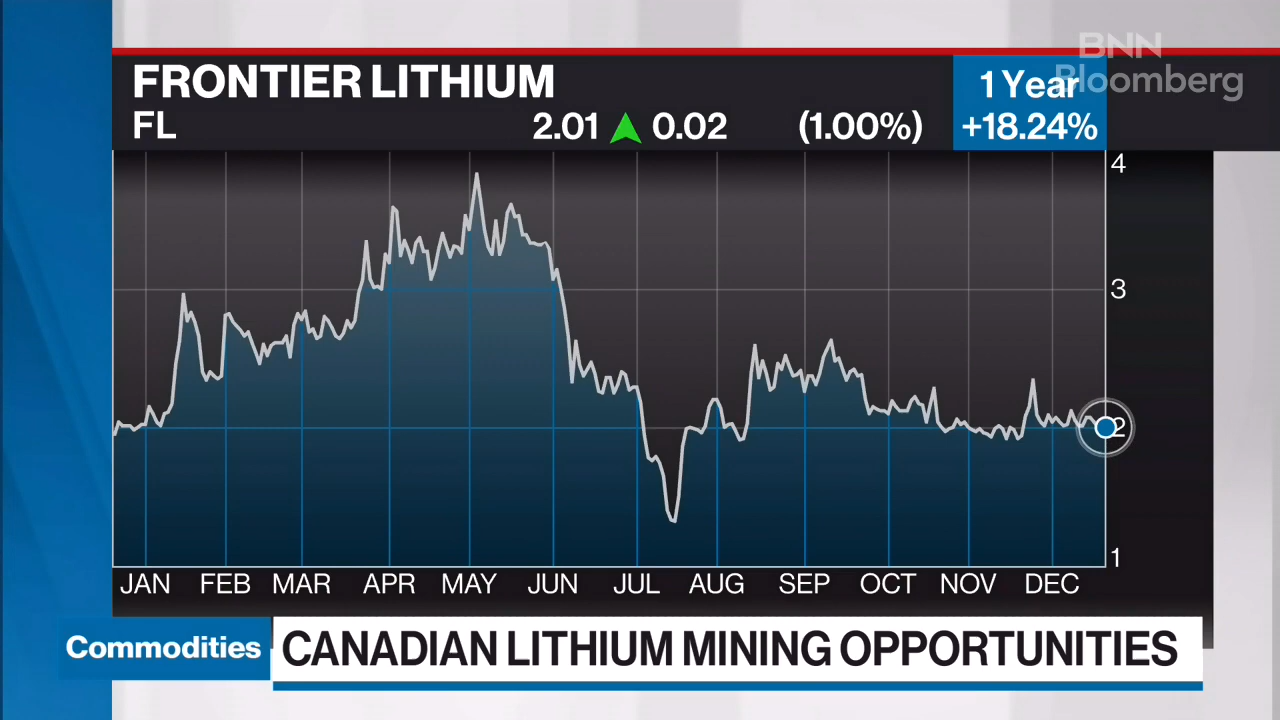 BNN
Bloomberg
FRONTIER LITHIUM
FL 2.01 ▲ 0.02 (1.00%)
1 Year
+18.24%
4
3
2
1
JAN FEB MAR APR MAY JUN JUL AUG SEP OCT NOV DEC
Commodities
CANADIAN LITHIUM MINING OPPORTUNITIES